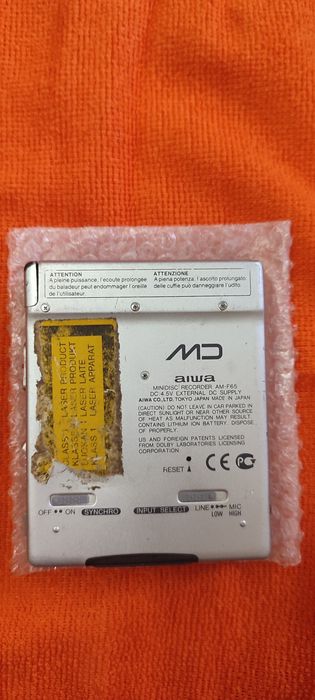 ATTENTION
A pleine puissance, l'écoute prolongée
du baladeur peut endommager l'oreille
de l'utilisateur.
ATTENZIONE
A piena potenza, l'ascolto prolungato
delle cuffie può danneggiare l'udito.
MD
aiwa
MINIDISC RECORDER AM-F65
DC 4.5V EXTERNAL DC SUPPLY
AIWA CO.,LTD. TOKYO JAPAN MADE IN JAPAN
(CAUTION) DO NOT LEAVE IN CAR PARKED IN
DIRECT SUNLIGHT OR NEAR OTHER SOURCE
OF HEAT AS MALFUNCTION MAY RESULT.
CONTAINS LITHIUM ION BATTERY. DISPOSE
OF PROPERLY.
US AND FOREIGN PATENTS LICENSED
FROM DOLBY LABORATORIES LICENSING
CORPORATION.
RESET
CE
CLASS 1 LASER PRODUCT
KLASSE 1 LASER PRODUKT
LUOKAN 1 LASER LAITE
KLASS 1 LASER APPARAT
OFF ON
SYNCHRO
INPUT SELECT
LINE MIC
LOW HIGH